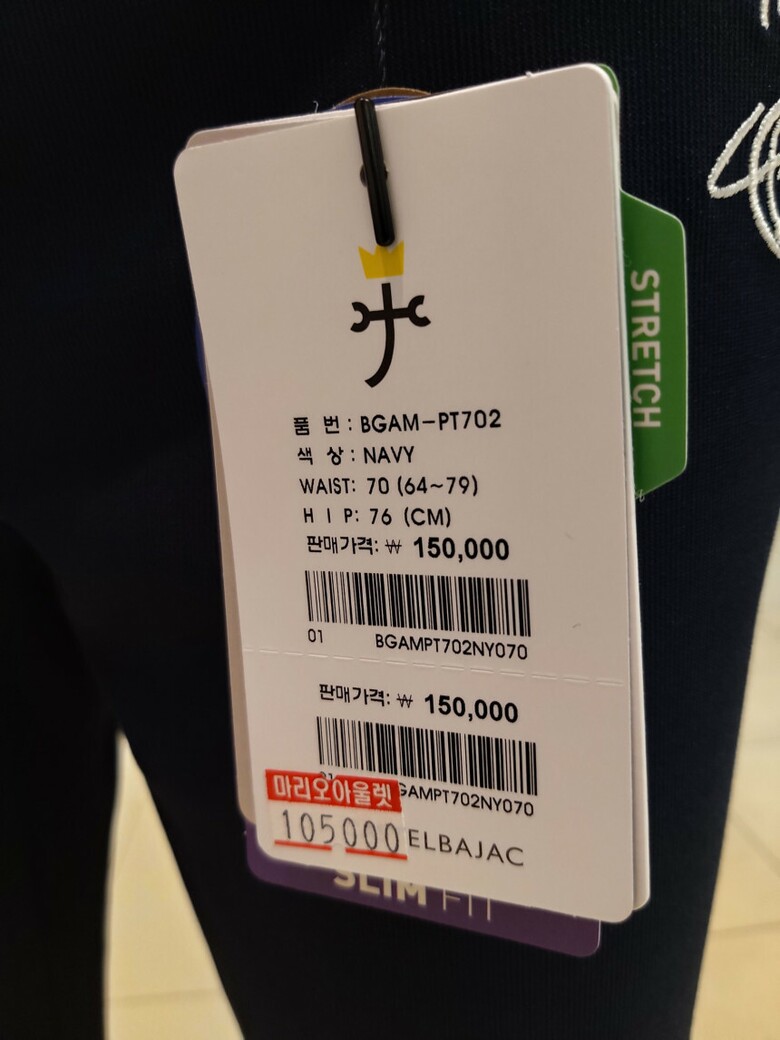 STRETCH
품 번 : BGAM-PT702
색 상 : NAVY
WAIST: 70 (64~79)
H I P: 76 (CM)
판매가격: ₩ 150,000
01 BGAMPT702NY070
판매가격: ₩ 150,000
GAMPT702NY070
마리오아울렛
105000
ELBAJAC
SLIM FIT